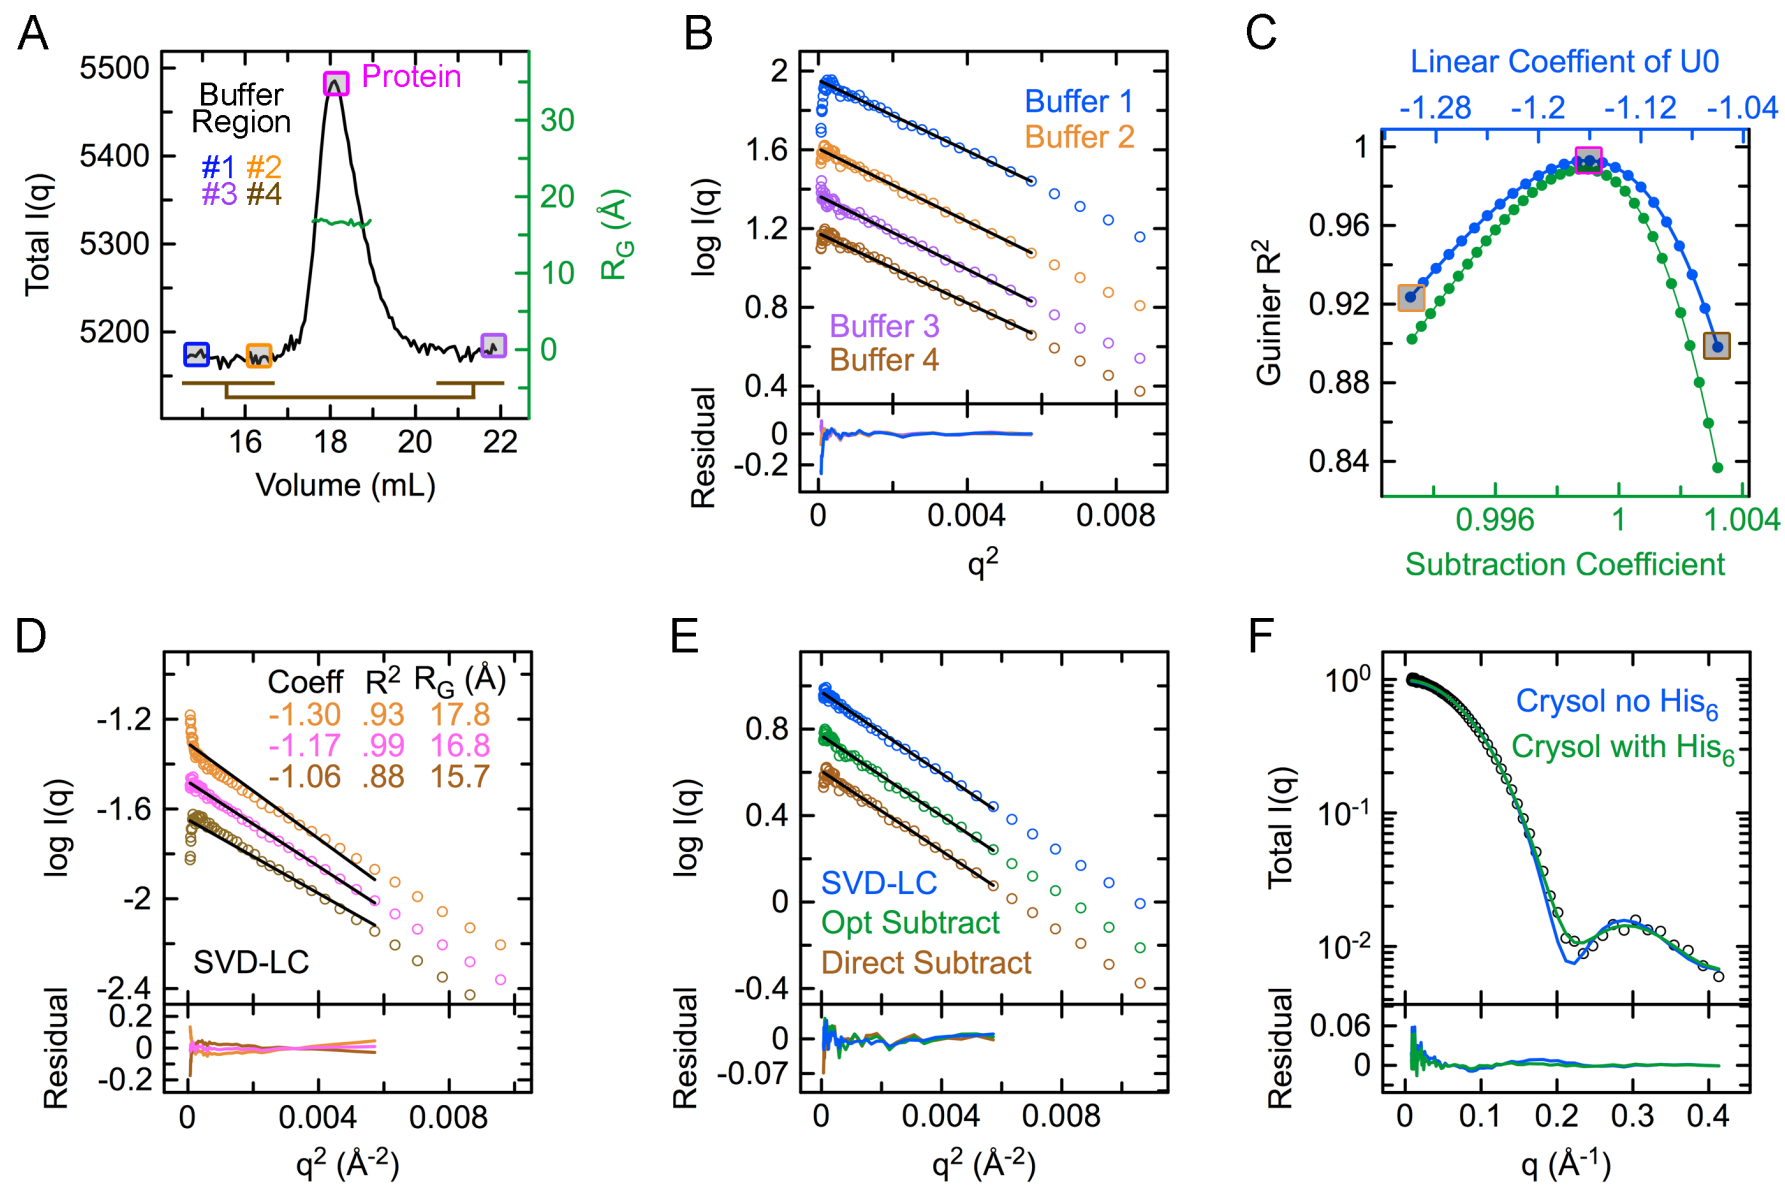 A
5500
5400
5300
5200
Total I(q)
Buffer
Region
#1 #2
#3 #4
Protein
30
20
10
0
R_G (Å)
16 18 20 22
Volume (mL)
B
2
1.6
1.2
0.8
0.4
log I(q)
Buffer 1
Buffer 2
Buffer 3
Buffer 4
0
-0.2
Residual
0 0.004 0.008
q²
C
Linear Coeffient of U0
-1.28 -1.2 -1.12 -1.04
1
0.96
0.92
0.88
0.84
Guinier R²
0.996 1 1.004
Subtraction Coefficient
D
-1.2
-1.6
-2
-2.4
log I(q)
Coeff R² R_G (Å)
-1.30 .93 17.8
-1.17 .99 16.8
-1.06 .88 15.7
SVD-LC
0.2
0
-0.2
Residual
0 0.004 0.008
q² (Å⁻²)
E
0.8
0.4
0
-0.4
log I(q)
SVD-LC
Opt Subtract
Direct Subtract
0
-0.07
Residual
0 0.004 0.008
q² (Å⁻²)
F
10⁰
10⁻¹
10⁻²
Total I(q)
Crysol no His₆
Crysol with His₆
0.06
0
Residual
0 0.1 0.2 0.3 0.4
q (Å⁻¹)